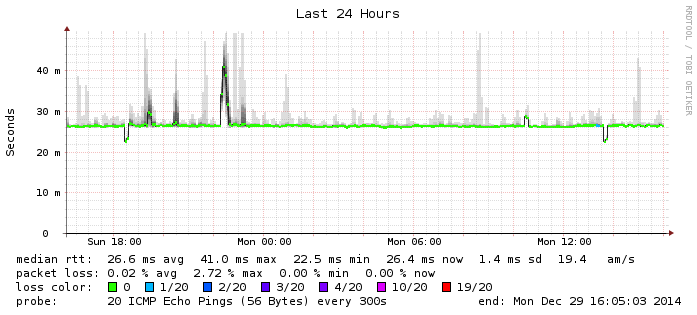 Last 24 Hours
RRDTOOL / TOBI OETIKER
Seconds
40 m
30 m
20 m
10 m
0
Sun 18:00 Mon 00:00 Mon 06:00 Mon 12:00
median rtt: 26.6 ms avg 41.0 ms max 22.5 ms min 26.4 ms now 1.4 ms sd 19.4 am/s
packet loss: 0.02 % avg 2.72 % max 0.00 % min 0.00 % now
loss color: 0 1/20 2/20 3/20 4/20 10/20 19/20
probe: 20 ICMP Echo Pings (56 Bytes) every 300s end: Mon Dec 29 16:05:03 2014